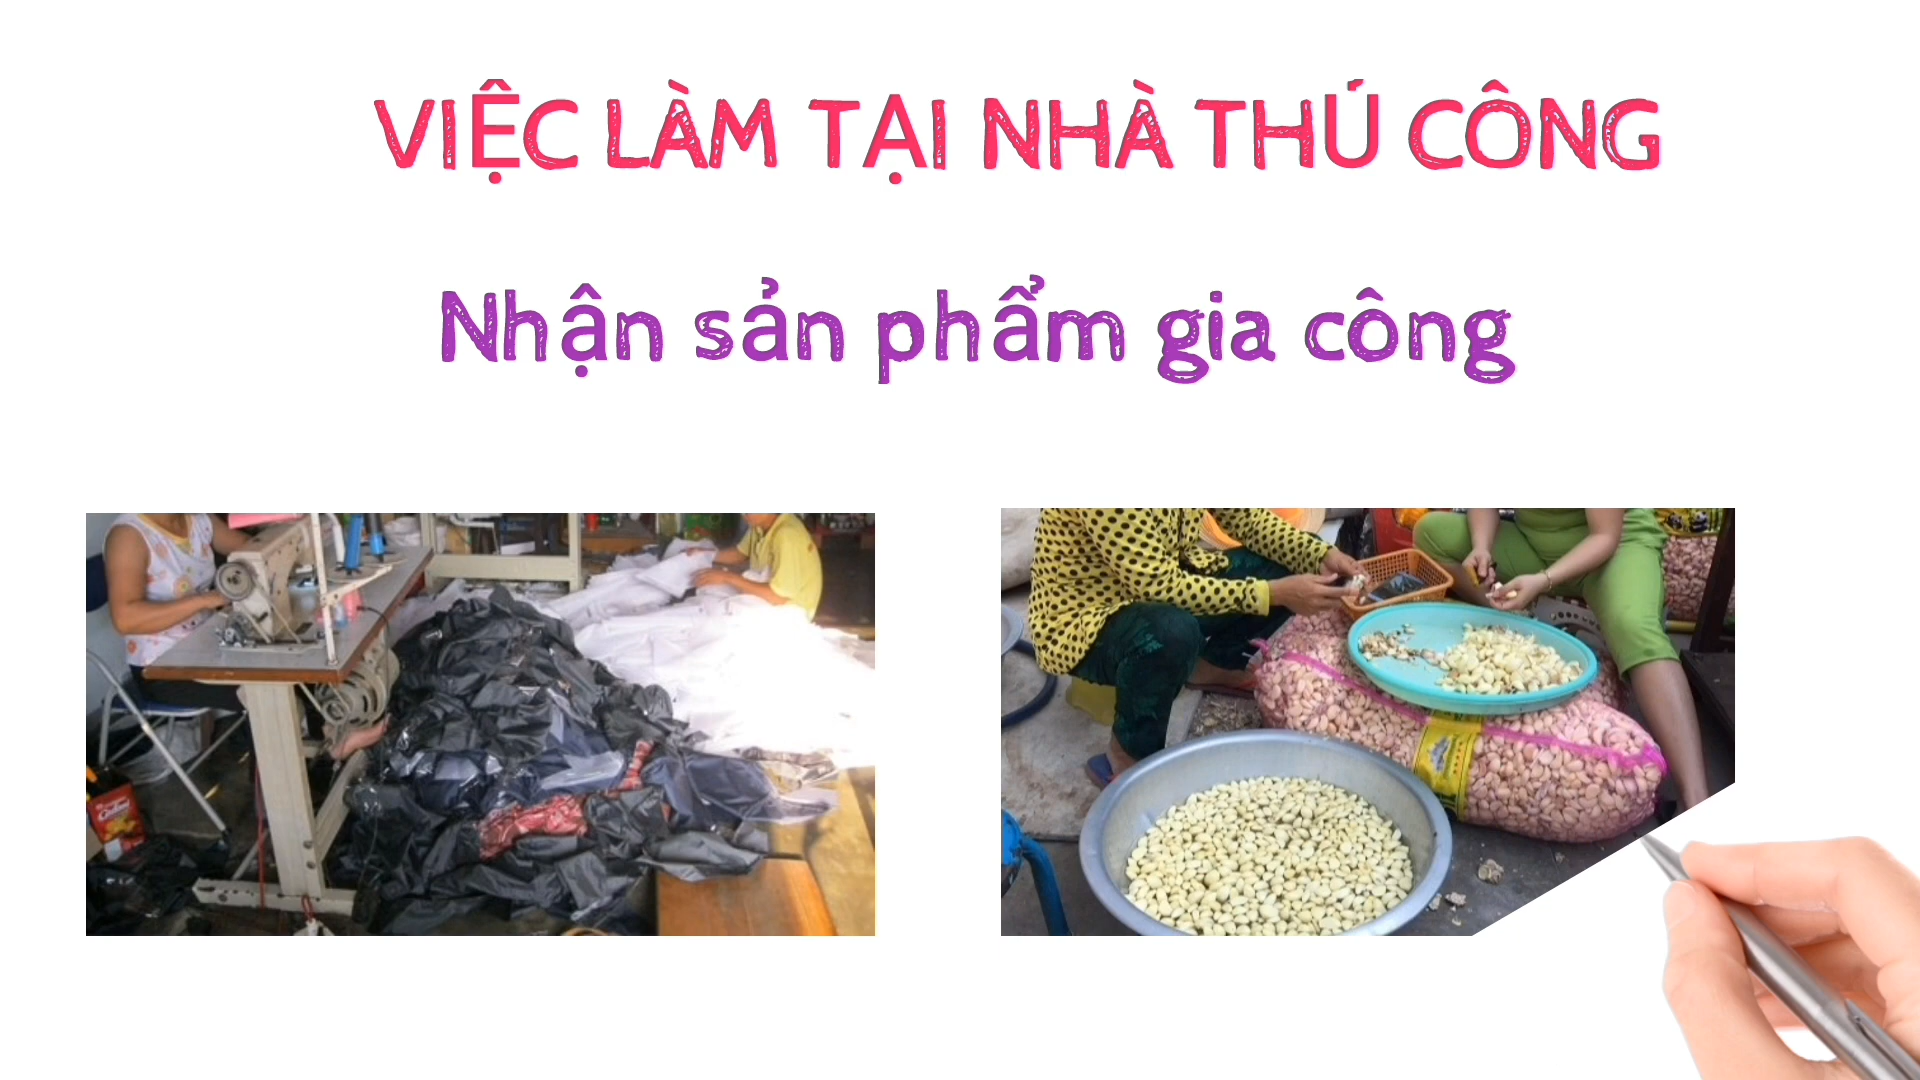 VIỆC LÀM TẠI NHÀ THỦ CÔNG
Nhận sản phẩm gia công